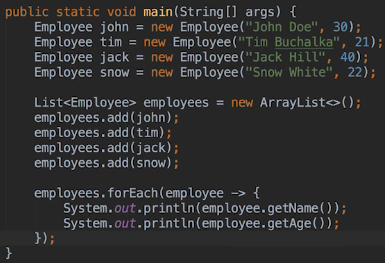 public static void main(String[] args) {
    Employee john = new Employee("John Doe", 30);
    Employee tim = new Employee("Tim Buchalka", 21);
    Employee jack = new Employee("Jack Hill", 40);
    Employee snow = new Employee("Snow White", 22);

    List<Employee> employees = new ArrayList<>();
    employees.add(john);
    employees.add(tim);
    employees.add(jack);
    employees.add(snow);

    employees.forEach(employee -> {
        System.out.println(employee.getName());
        System.out.println(employee.getAge());
    });
}